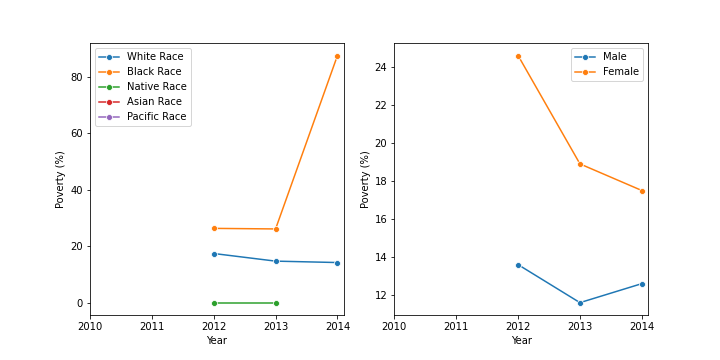 White Race
Black Race
Native Race
Asian Race
Pacific Race
80
60
40
20
0
Poverty (%)
2010 2011 2012 2013 2014
Year
Male
Female
24
22
20
18
16
14
12
Poverty (%)
2010 2011 2012 2013 2014
Year